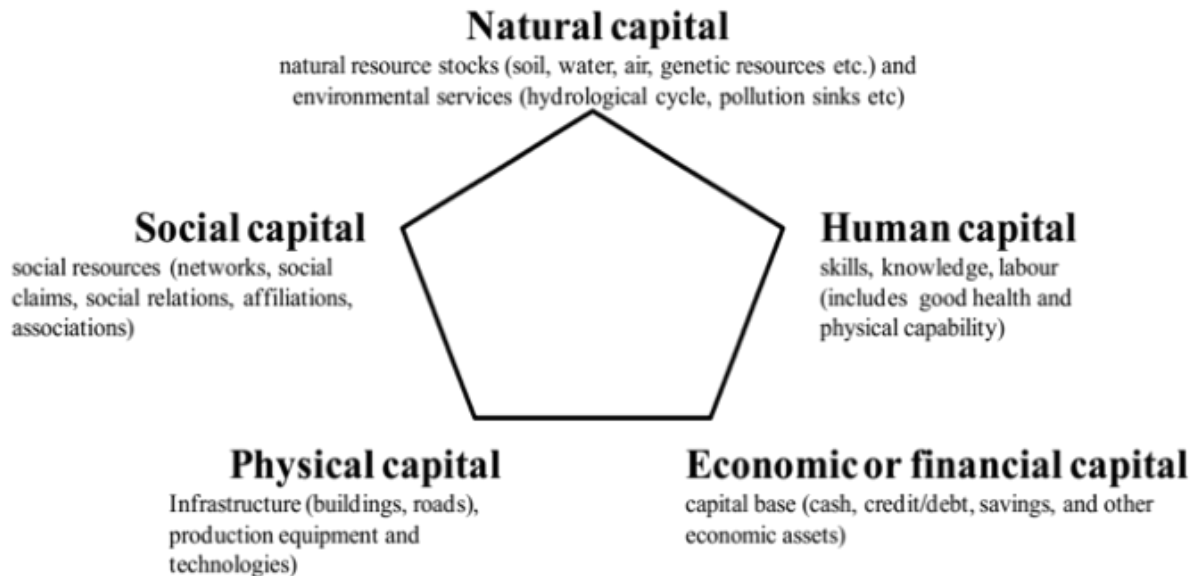 Natural capital
natural resource stocks (soil, water, air, genetic resources etc.) and
environmental services (hydrological cycle, pollution sinks etc)
Social capital
social resources (networks, social
claims, social relations, affiliations,
associations)
Human capital
skills, knowledge, labour
(includes good health and
physical capability)
Physical capital
Infrastructure (buildings, roads),
production equipment and
technologies)
Economic or financial capital
capital base (cash, credit/debt, savings, and other
economic assets)